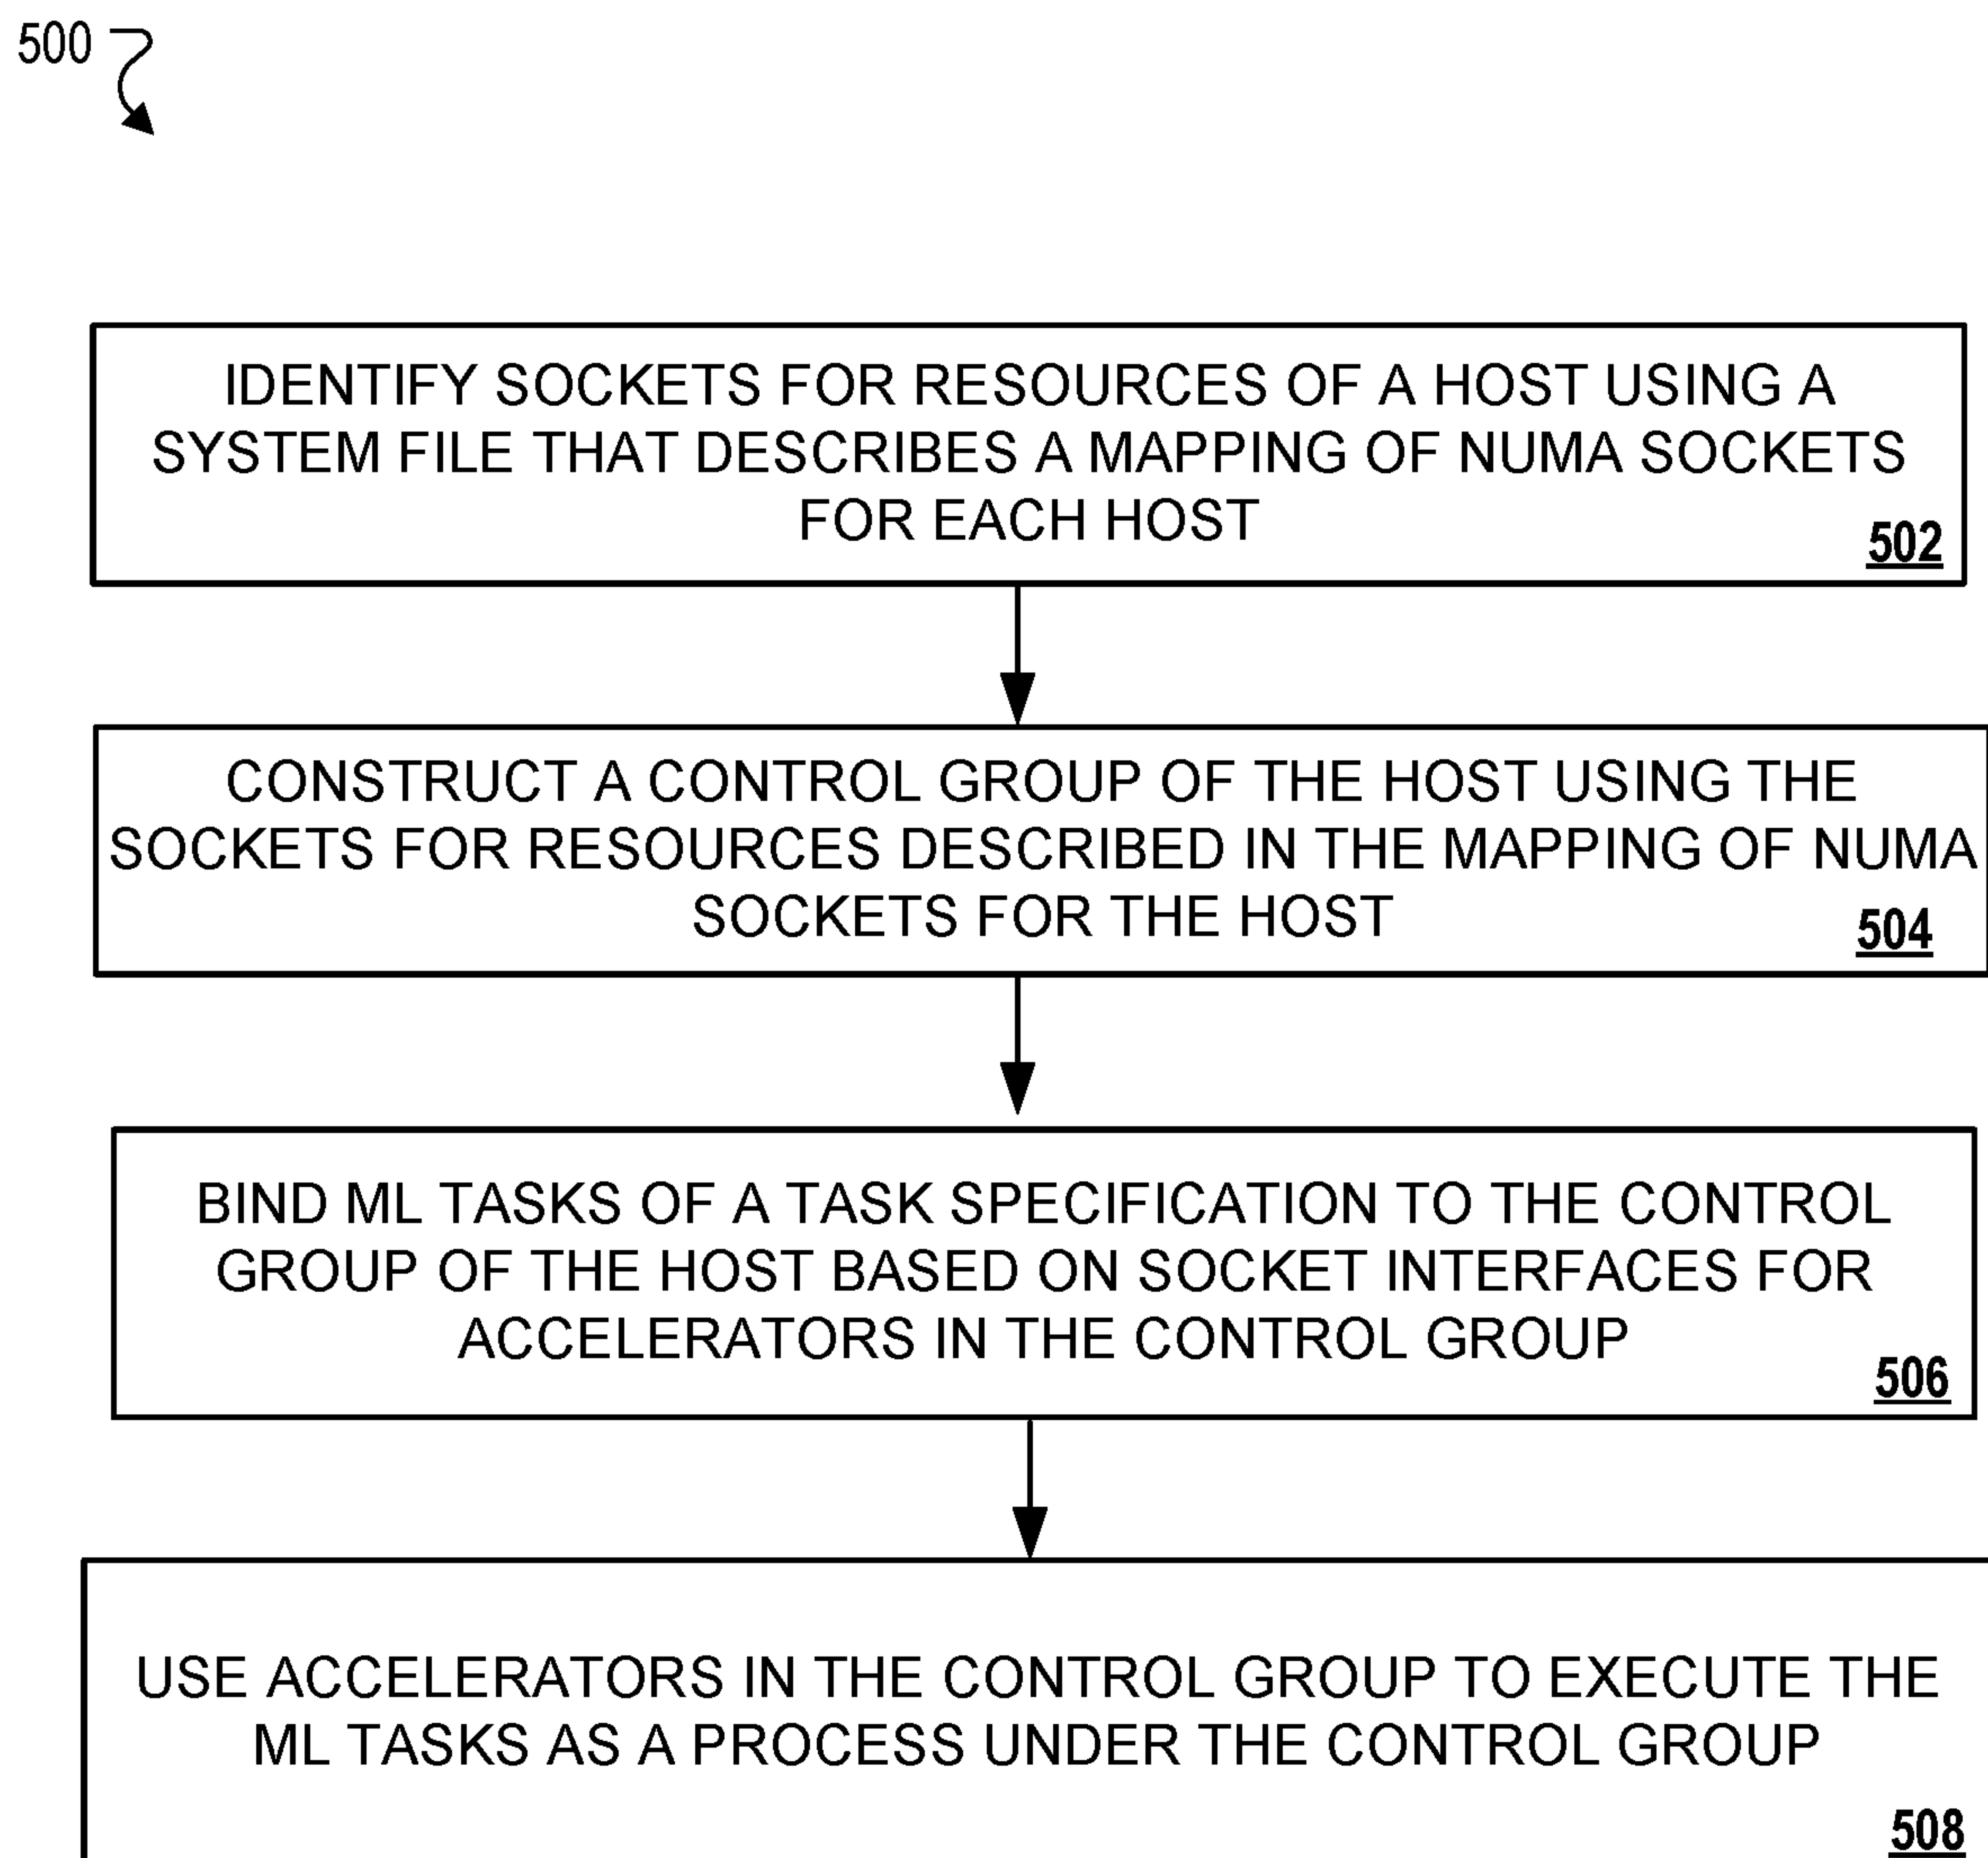 500
IDENTIFY SOCKETS FOR RESOURCES OF A HOST USING A
SYSTEM FILE THAT DESCRIBES A MAPPING OF NUMA SOCKETS
FOR EACH HOST
502
CONSTRUCT A CONTROL GROUP OF THE HOST USING THE
SOCKETS FOR RESOURCES DESCRIBED IN THE MAPPING OF NUMA
SOCKETS FOR THE HOST
504
BIND ML TASKS OF A TASK SPECIFICATION TO THE CONTROL
GROUP OF THE HOST BASED ON SOCKET INTERFACES FOR
ACCELERATORS IN THE CONTROL GROUP
506
USE ACCELERATORS IN THE CONTROL GROUP TO EXECUTE THE
ML TASKS AS A PROCESS UNDER THE CONTROL GROUP
508